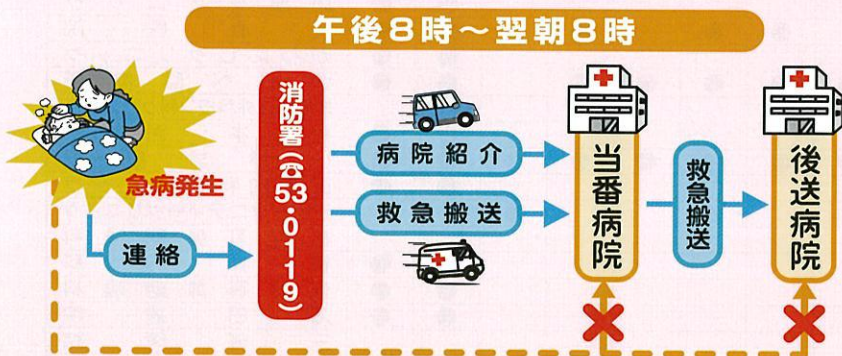 午後8時～翌朝8時
急病発生
連絡
消防署(☎53・0119)
病院紹介
救急搬送
当番病院
救急搬送
後送病院